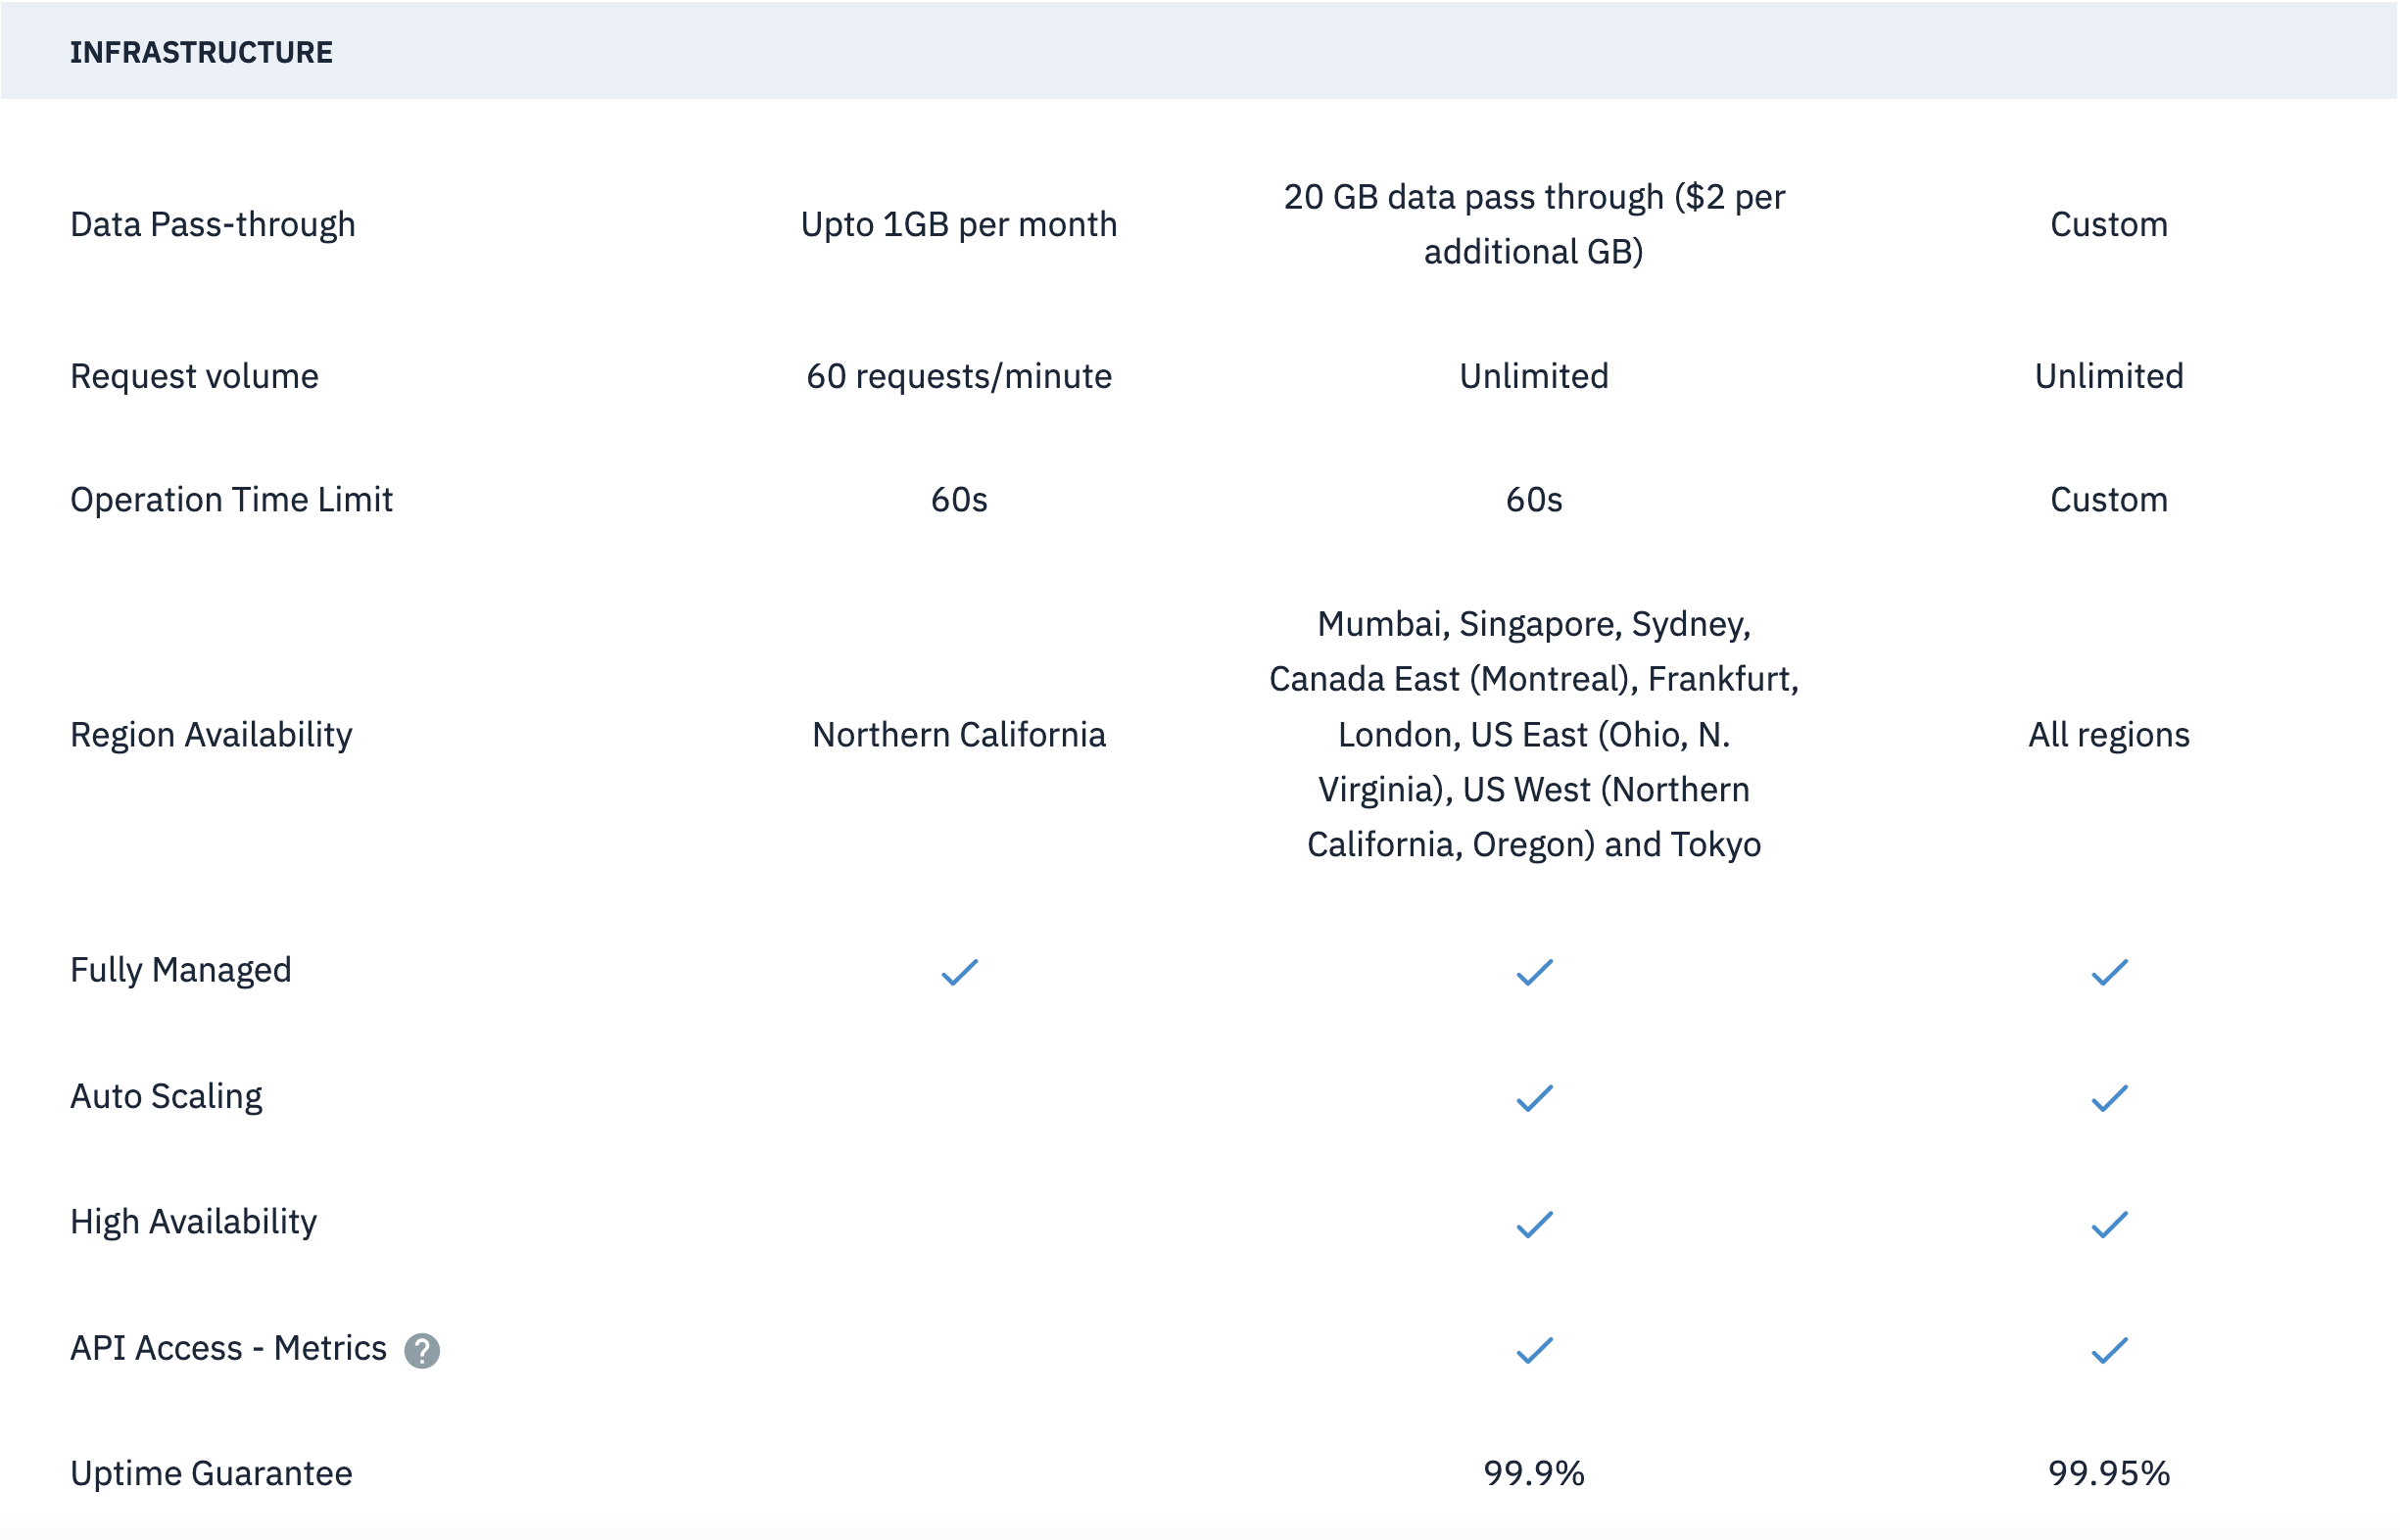 INFRASTRUCTURE
Data Pass-through
Upto 1GB per month
20 GB data pass through ($2 per
additional GB)
Custom
Request volume
60 requests/minute
Unlimited
Unlimited
Operation Time Limit
60s
60s
Custom
Region Availability
Northern California
Mumbai, Singapore, Sydney,
Canada East (Montreal), Frankfurt,
London, US East (Ohio, N.
Virginia), US West (Northern
California, Oregon) and Tokyo
All regions
Fully Managed
Auto Scaling
High Availability
API Access - Metrics ?
Uptime Guarantee
99.9%
99.95%